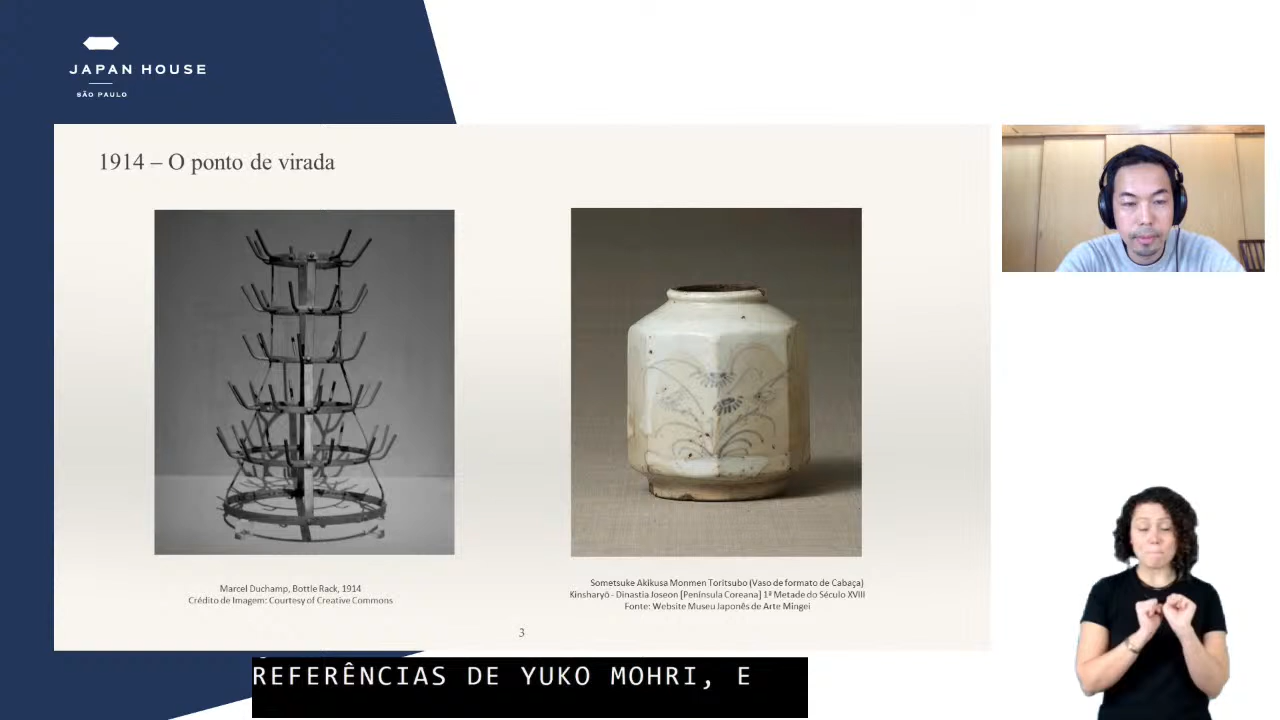 JAPAN HOUSE
SÃO PAULO
1914 – O ponto de virada
Marcel Duchamp, Bottle Rack, 1914
Crédito de Imagem: Courtesy of Creative Commons
Sometsuke Akikusa Monmen Toritsubo (Vaso de formato de Cabaça)
Kinsharyō - Dinastia Joseon [Península Coreana] 1ª Metade do Século XVIII
Fonte: Website Museu Japonês de Arte Mingei
3
REFERÊNCIAS DE YUKO MOHRI, E